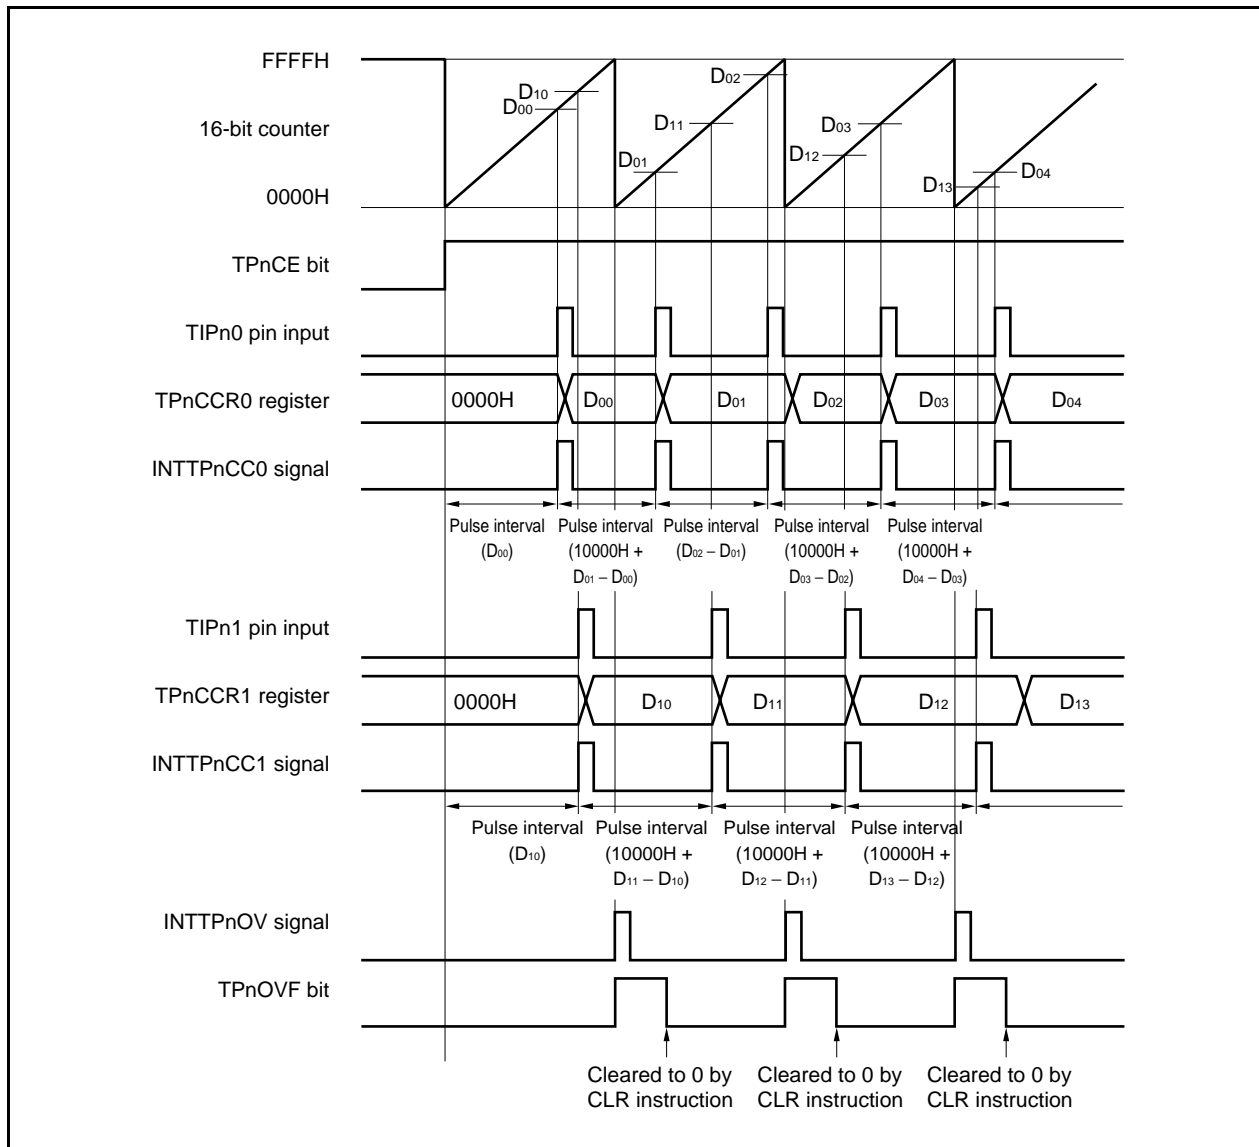 FFFFH
16-bit counter
0000H
D10
D00
D01
D11
D02
D12
D03
D13
D04
TPnCE bit
TIPn0 pin input
TPnCCR0 register
0000H
D00
D01
D02
D03
D04
INTTPnCC0 signal
Pulse interval
(D00)
Pulse interval
(10000H +
D01 – D00)
Pulse interval
(D02 – D01)
Pulse interval
(10000H +
D03 – D02)
Pulse interval
(10000H +
D04 – D03)
TIPn1 pin input
TPnCCR1 register
0000H
D10
D11
D12
D13
INTTPnCC1 signal
Pulse interval
(D10)
Pulse interval
(10000H +
D11 – D10)
Pulse interval
(10000H +
D12 – D11)
Pulse interval
(10000H +
D13 – D12)
INTTPnOV signal
TPnOVF bit
Cleared to 0 by
CLR instruction
Cleared to 0 by
CLR instruction
Cleared to 0 by
CLR instruction